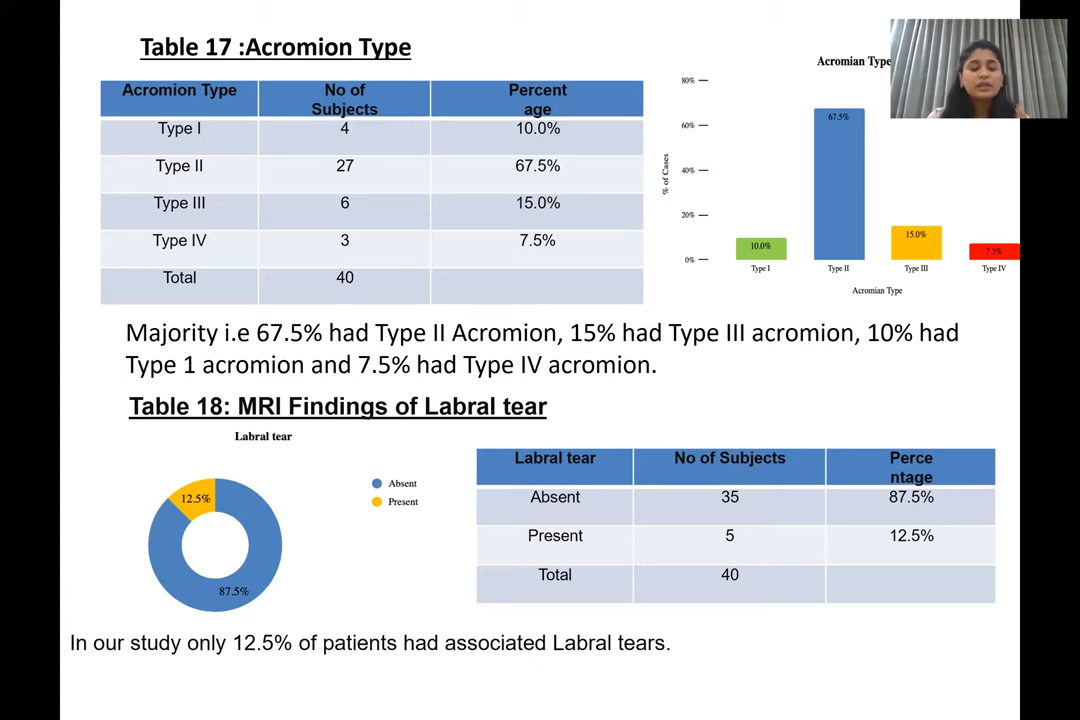 Table 17 :Acromion Type
Acromion Type No of Subjects Percent age
Type I 4 10.0%
Type II 27 67.5%
Type III 6 15.0%
Type IV 3 7.5%
Total 40
Acromian Type
80%
60%
40%
20%
0%
% of Cases
10.0%
67.5%
15.0%
7.5%
Type I Type II Type III Type IV
Acromian Type
Majority i.e 67.5% had Type II Acromion, 15% had Type III acromion, 10% had
Type 1 acromion and 7.5% had Type IV acromion.
Table 18: MRI Findings of Labral tear
Labral tear
12.5%
87.5%
Absent
Present
Labral tear No of Subjects Perce ntage
Absent 35 87.5%
Present 5 12.5%
Total 40
In our study only 12.5% of patients had associated Labral tears.